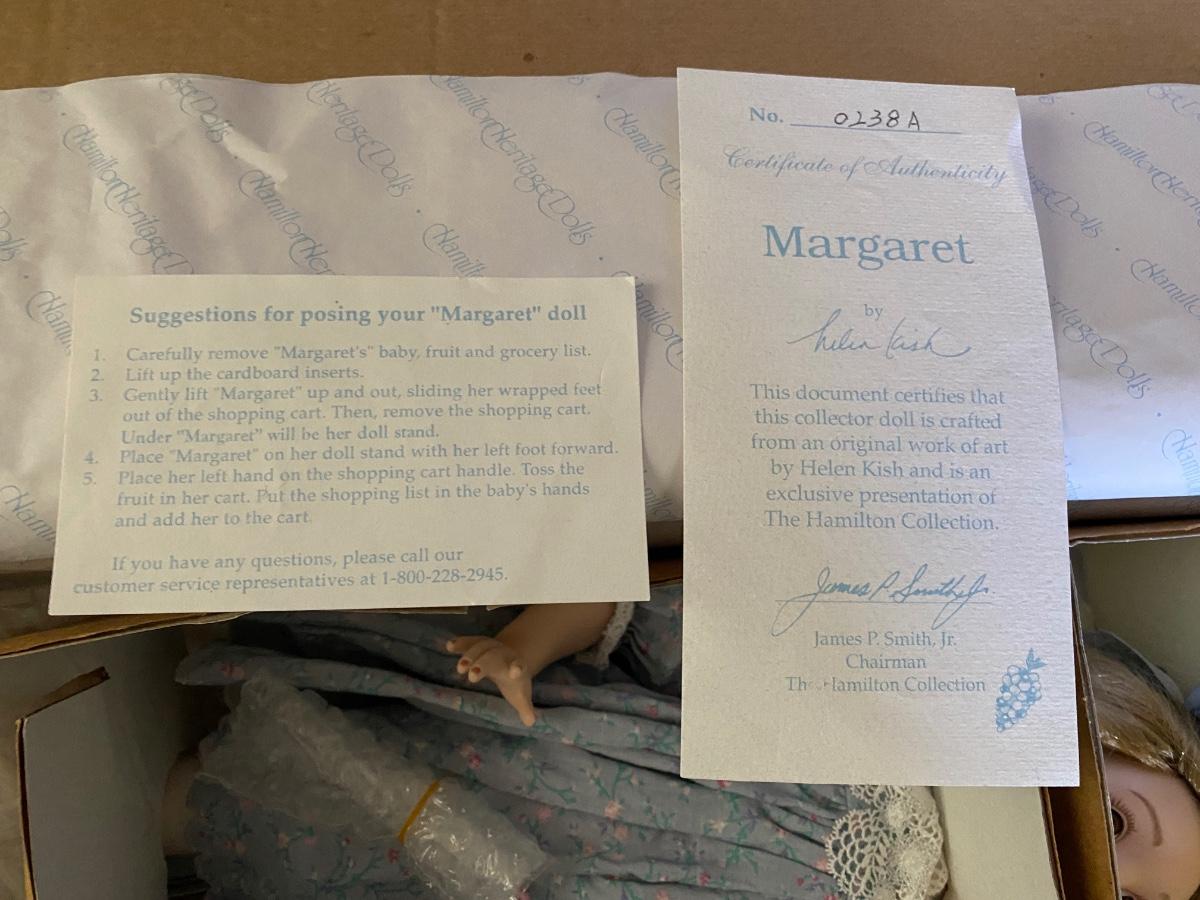 Hamilton Heritage Dolls
No. 0238A
Certificate of Authenticity
Margaret
by
Helen Kish
This document certifies that
this collector doll is crafted
from an original work of art
by Helen Kish and is an
exclusive presentation of
The Hamilton Collection.
James P. Smith, Jr.
James P. Smith, Jr.
Chairman
The Hamilton Collection
Suggestions for posing your "Margaret" doll
1. Carefully remove "Margaret's" baby, fruit and grocery list.
2. Lift up the cardboard inserts.
3. Gently lift "Margaret" up and out, sliding her wrapped feet
out of the shopping cart. Then, remove the shopping cart.
Under "Margaret" will be her doll stand.
4. Place "Margaret" on her doll stand with her left foot forward.
5. Place her left hand on the shopping cart handle. Toss the
fruit in her cart. Put the shopping list in the baby's hands
and add her to the cart.
If you have any questions, please call our
customer service representatives at 1-800-228-2945.